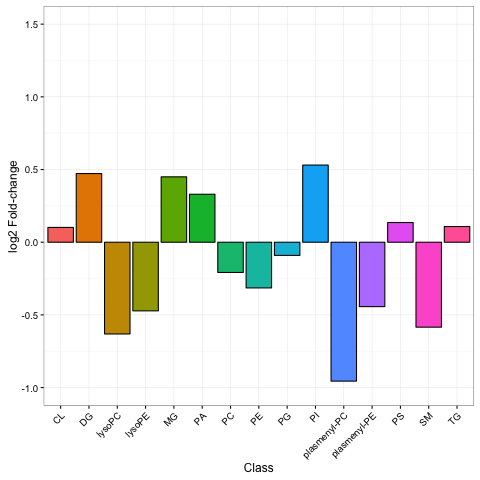 1.5
1.0
0.5
0.0
-0.5
-1.0
log2 Fold-change
CL
DG
lysoPC
lysoPE
MG
PA
PC
PE
PG
PI
plasmenyl-PC
plasmenyl-PE
PS
SM
TG
Class